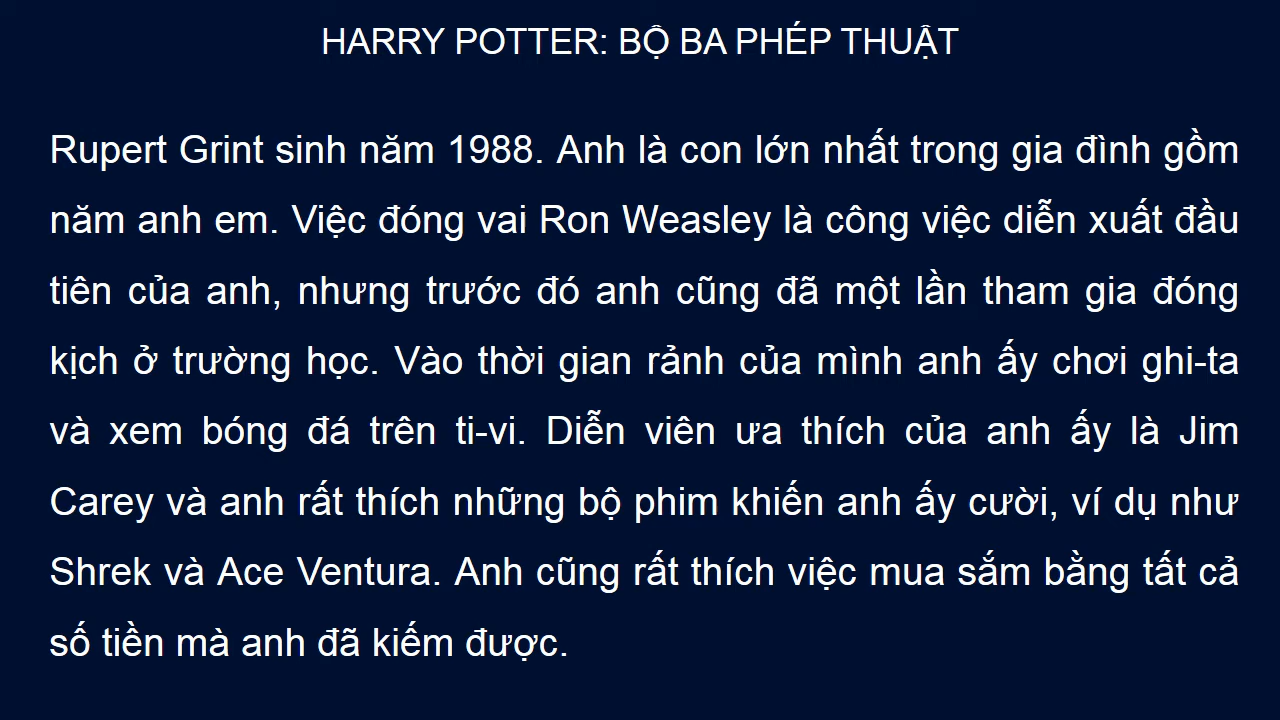 HARRY POTTER: BỘ BA PHÉP THUẬT
Rupert Grint sinh năm 1988. Anh là con lớn nhất trong gia đình gồm
năm anh em. Việc đóng vai Ron Weasley là công việc diễn xuất đầu
tiên của anh, nhưng trước đó anh cũng đã một lần tham gia đóng
kịch ở trường học. Vào thời gian rảnh của mình anh ấy chơi ghi-ta
và xem bóng đá trên ti-vi. Diễn viên ưa thích của anh ấy là Jim
Carey và anh rất thích những bộ phim khiến anh ấy cười, ví dụ như
Shrek và Ace Ventura. Anh cũng rất thích việc mua sắm bằng tất cả
số tiền mà anh đã kiếm được.